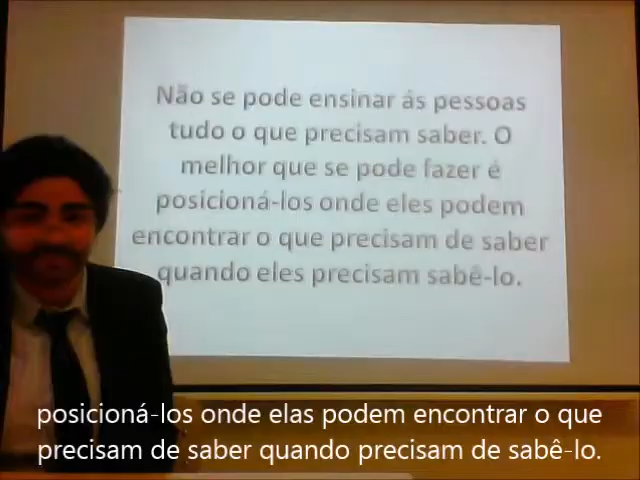 Não se pode ensinar ás pessoas
tudo o que precisam saber. O
melhor que se pode fazer é
posicioná-los onde eles podem
encontrar o que precisam de saber
quando eles precisam sabê-lo.
posicioná-los onde elas podem encontrar o que
precisam de saber quando precisam de sabê-lo.